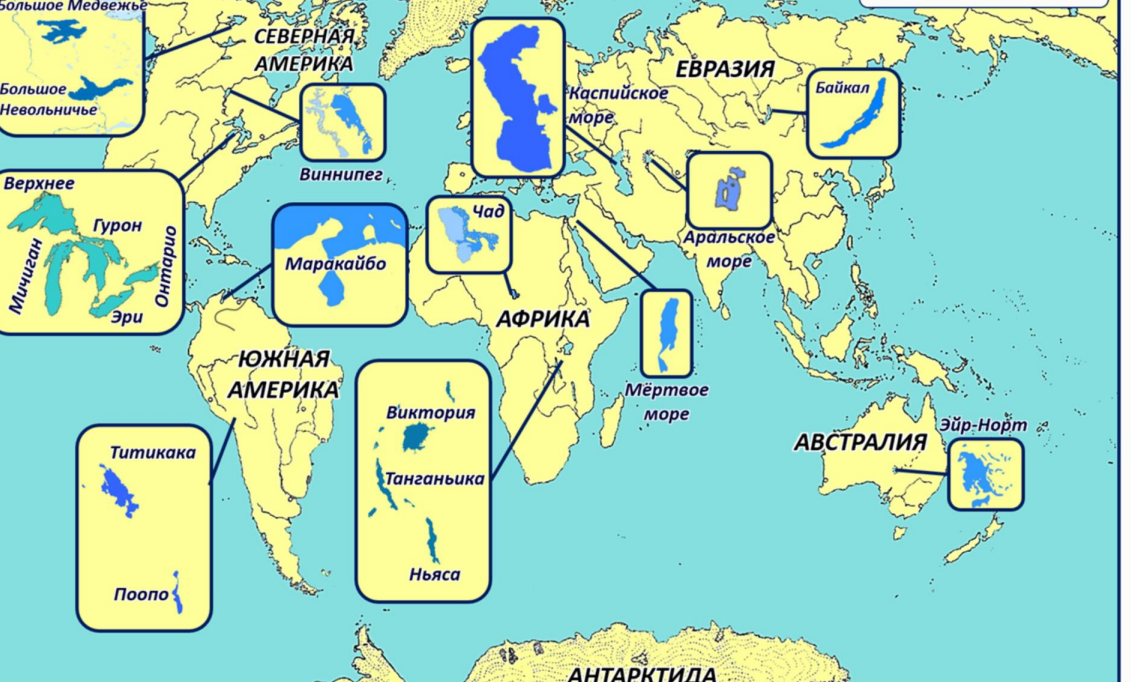 Большое Медвежье
СЕВЕРНАЯ
АМЕРИКА
Большое
Невольничье
Виннипег
Каспийское
море
ЕВРАЗИЯ
Байкал
Верхнее
Гурон
Мичиган
Онтарио
Эри
Маракайбо
Чад
Аральское
море
АФРИКА
Мёртвое
море
ЮЖНАЯ
АМЕРИКА
Виктория
Танганьика
Ньяса
Титикака
Поопо
АВСТРАЛИЯ
Эйр-Норт
АНТАРКТИДА